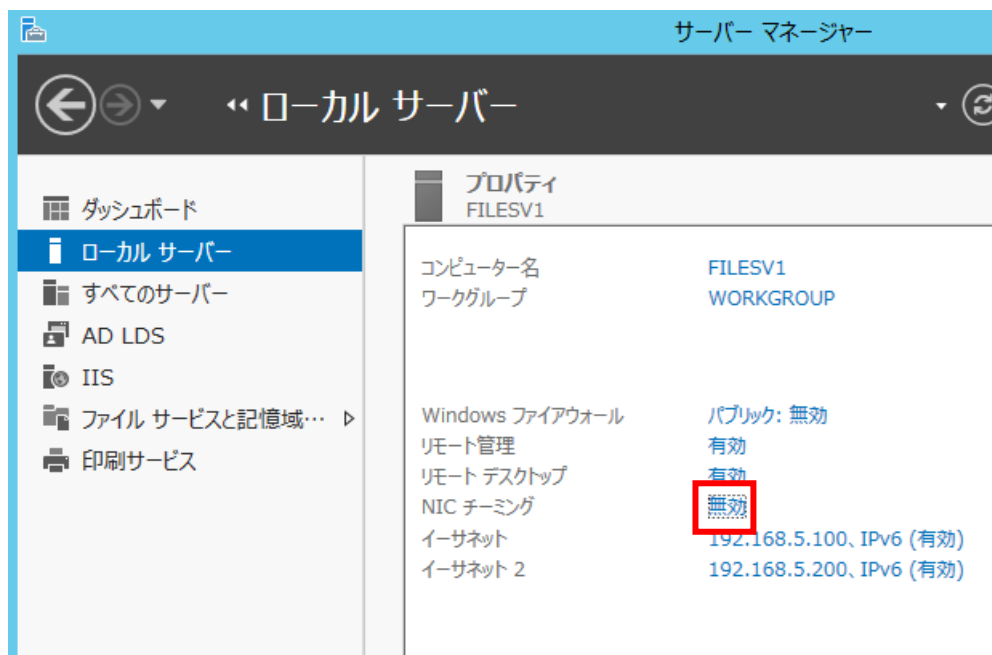 サーバー マネージャー
ローカル サーバー
ダッシュボード
ローカル サーバー
すべてのサーバー
AD LDS
IIS
ファイル サービスと記憶域…
印刷サービス
プロパティ
FILESV1
コンピューター名 FILESV1
ワークグループ WORKGROUP
Windows ファイアウォール パブリック: 無効
リモート管理 有効
リモート デスクトップ 有効
NIC チーミング 無効
イーサネット 192.168.5.100、IPv6 (有効)
イーサネット 2 192.168.5.200、IPv6 (有効)